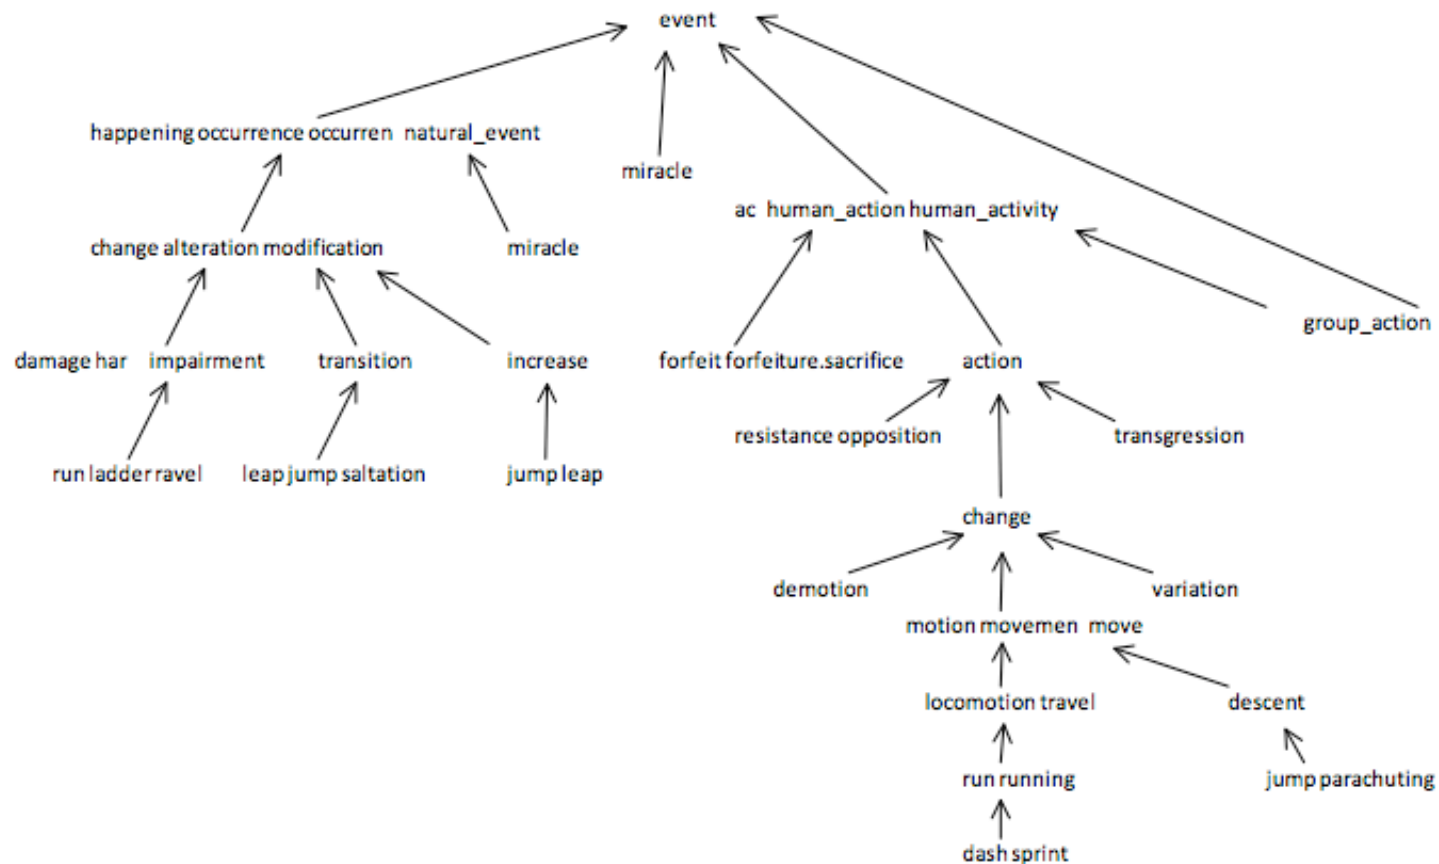 event
happening occurrence occurren natural_event
miracle
ac human_action human_activity
change alteration modification
miracle
group_action
damage har impairment
transition
increase
forfeit forfeiture.sacrifice
action
resistance opposition
transgression
run ladder ravel
leap jump saltation
jump leap
change
demotion
variation
motion movemen move
locomotion travel
descent
run running
jump parachuting
dash sprint